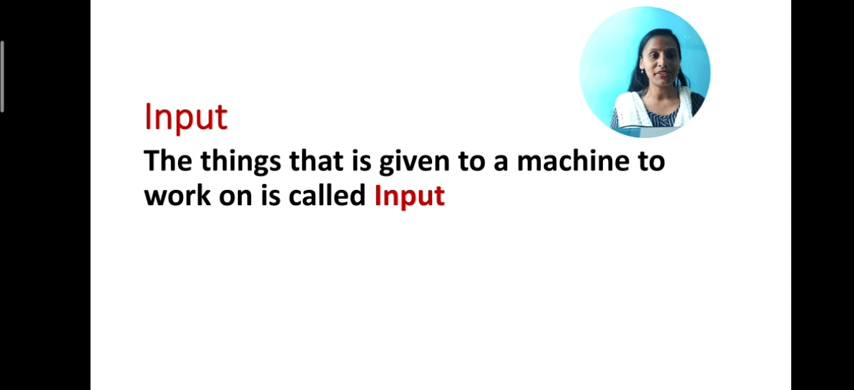 Input
The things that is given to a machine to
work on is called Input